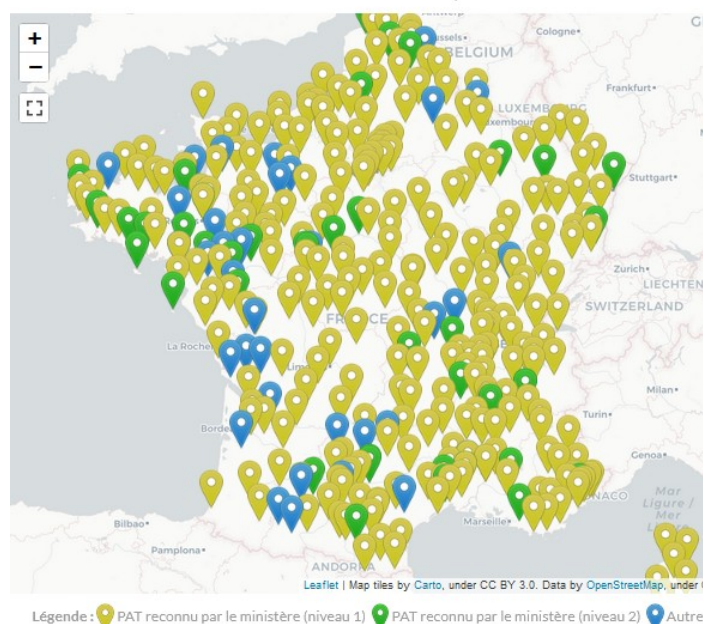 +
−
Cologne
BELGIUM
Frankfurt
LUXEMBOURG
Stuttgart
Zurich
LIECHTEN
SWITZERLAND
FRANCE
La Roche
Milan
Turin
Genoa
Mar
Ligure /
Mer
Marseille
Bilbao
Pamplona
ANDORRA
Leaflet | Map tiles by Carto, under CC BY 3.0. Data by OpenStreetMap, under
Légende : PAT reconnu par le ministère (niveau 1) PAT reconnu par le ministère (niveau 2) Autre